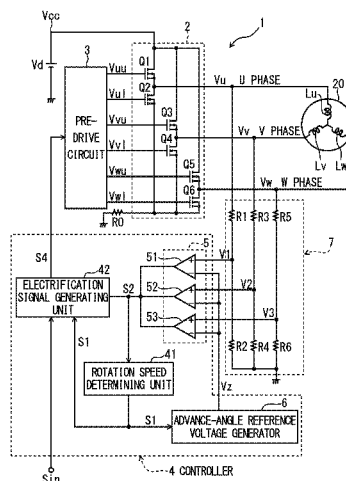 1
Vcc
2
Vd
3
Vuu
Q1
Vu
U PHASE
20
Q2
Vul
Lu
PRE-
DRIVE
CIRCUIT
Vvu
Q3
Vv
V PHASE
Q4
Vvl
Lv
Lw
Vwu
Q5
Vw
W PHASE
Q6
Vwl
R0
R1
R3
R5
7
S4
5
51
V1
42
ELECTRIFICATION
SIGNAL GENERATING
UNIT
S2
52
V2
53
V3
S1
41
R2
R4
R6
ROTATION SPEED
DETERMINING UNIT
Vz
6
S1
ADVANCE-ANGLE REFERENCE
VOLTAGE GENERATOR
4 CONTROLLER
Sin